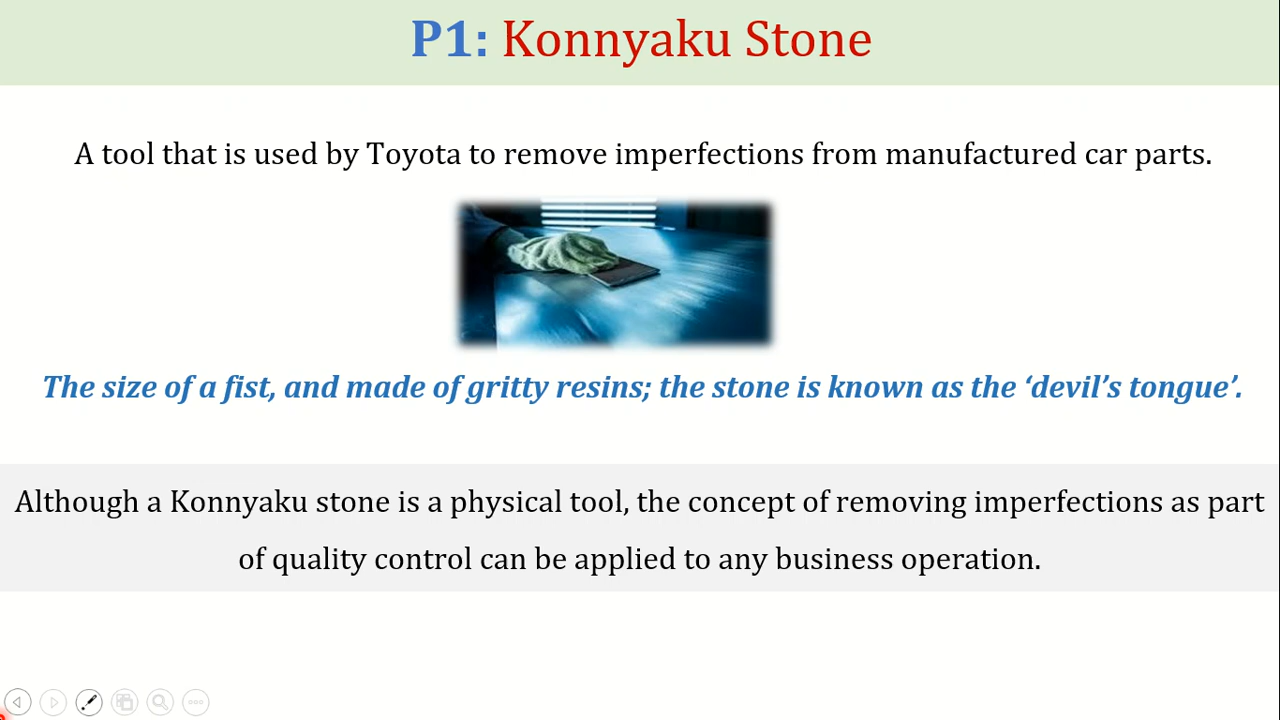 P1: Konnyaku Stone
A tool that is used by Toyota to remove imperfections from manufactured car parts.
The size of a fist, and made of gritty resins; the stone is known as the ‘devil’s tongue’.
Although a Konnyaku stone is a physical tool, the concept of removing imperfections as part
of quality control can be applied to any business operation.